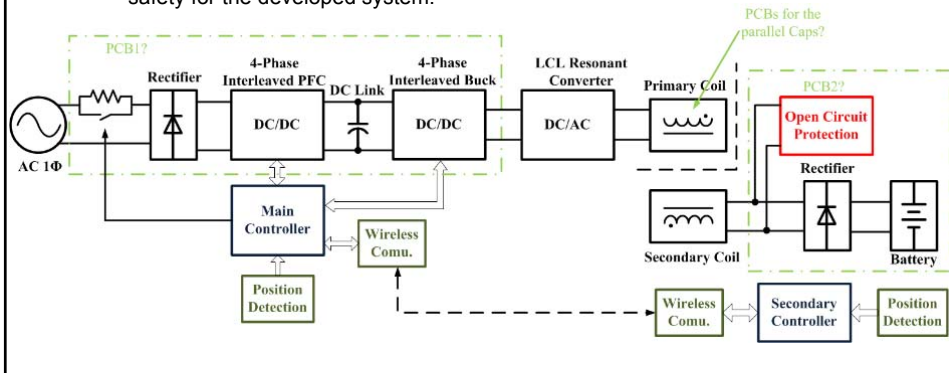 safety for the developed system.
PCBs for the
parallel Caps?
PCB1?
4-Phase
Interleaved PFC
4-Phase
Interleaved Buck
LCL Resonant
Converter
Rectifier
DC Link
Primary Coil
PCB2?
DC/DC
DC/DC
DC/AC
Open Circuit
Protection
AC 1Φ
Rectifier
Main
Controller
Wireless
Comu.
Secondary Coil
Battery
Position
Detection
Wireless
Comu.
Secondary
Controller
Position
Detection